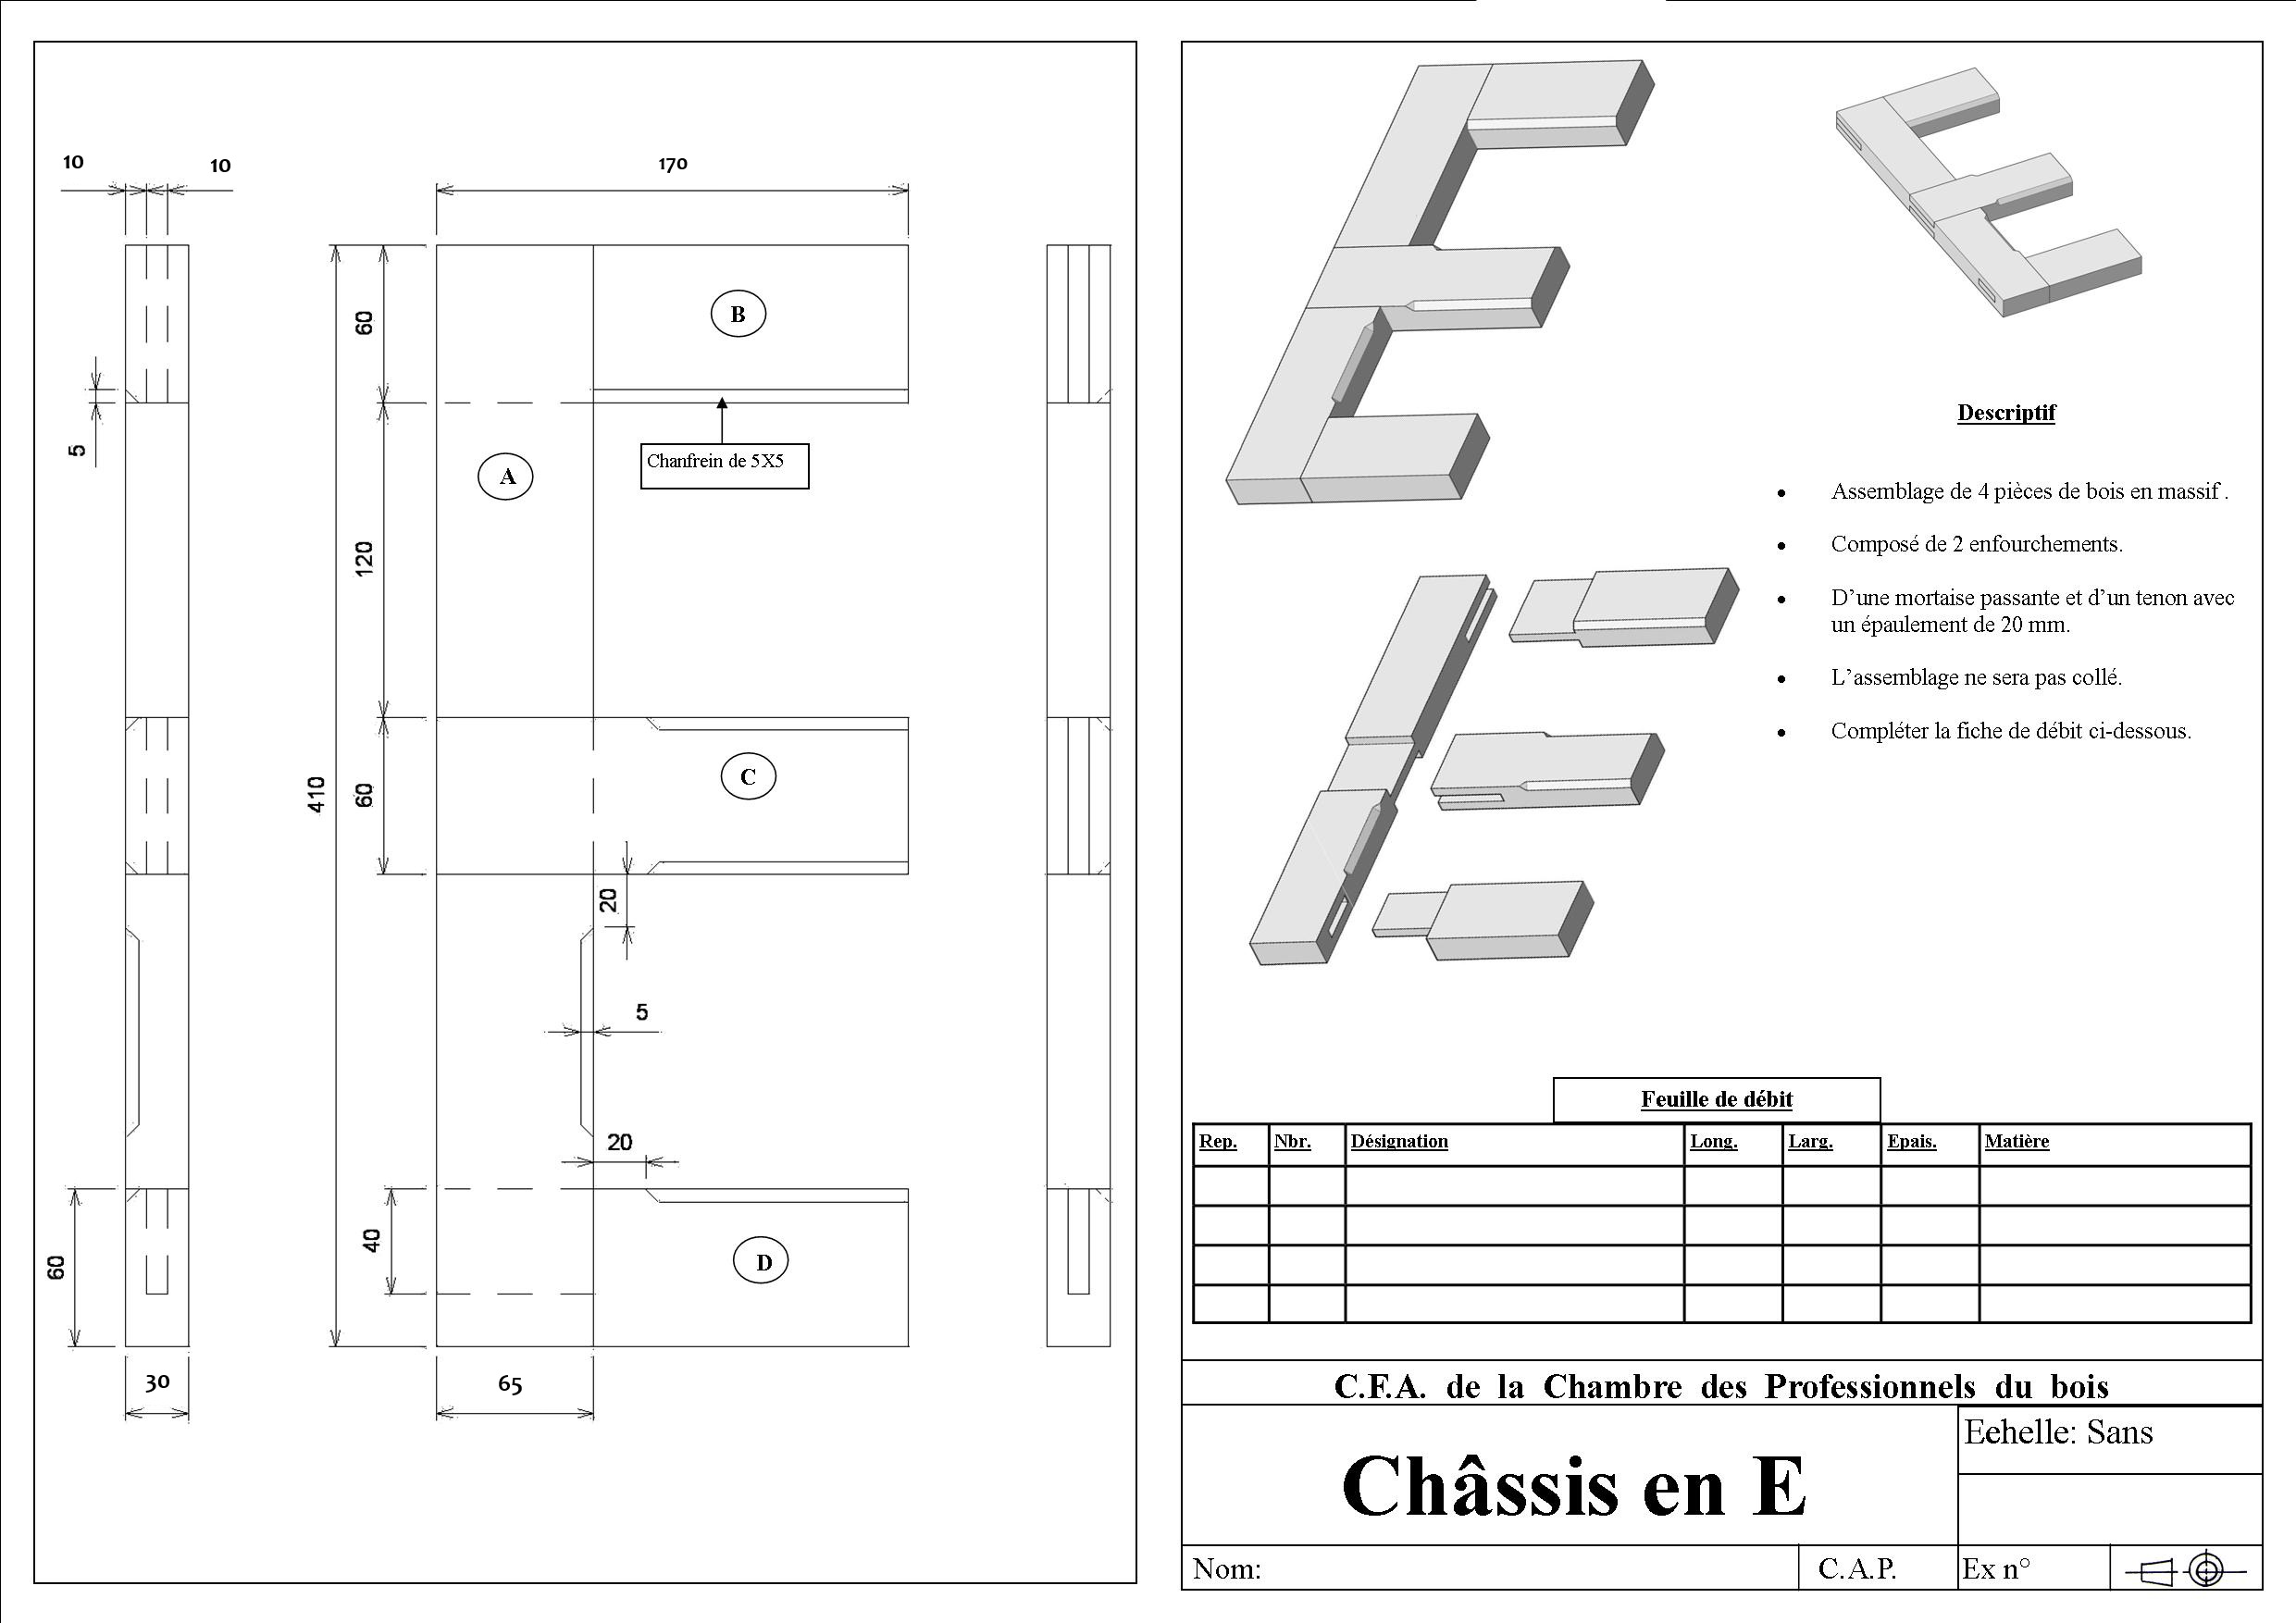 10
10
170
60
B
5
Chanfrein de 5X5
A
120
410
60
C
20
5
20
60
40
D
30
65
Descriptif
• Assemblage de 4 pièces de bois en massif .
• Composé de 2 enfourchements.
• D’une mortaise passante et d’un tenon avec
un épaulement de 20 mm.
• L’assemblage ne sera pas collé.
• Compléter la fiche de débit ci-dessous.
Feuille de débit
Rep. Nbr. Désignation Long. Larg. Epais. Matière
C.F.A. de la Chambre des Professionnels du bois
Châssis en E
Eehelle: Sans
Nom: C.A.P. Ex n°